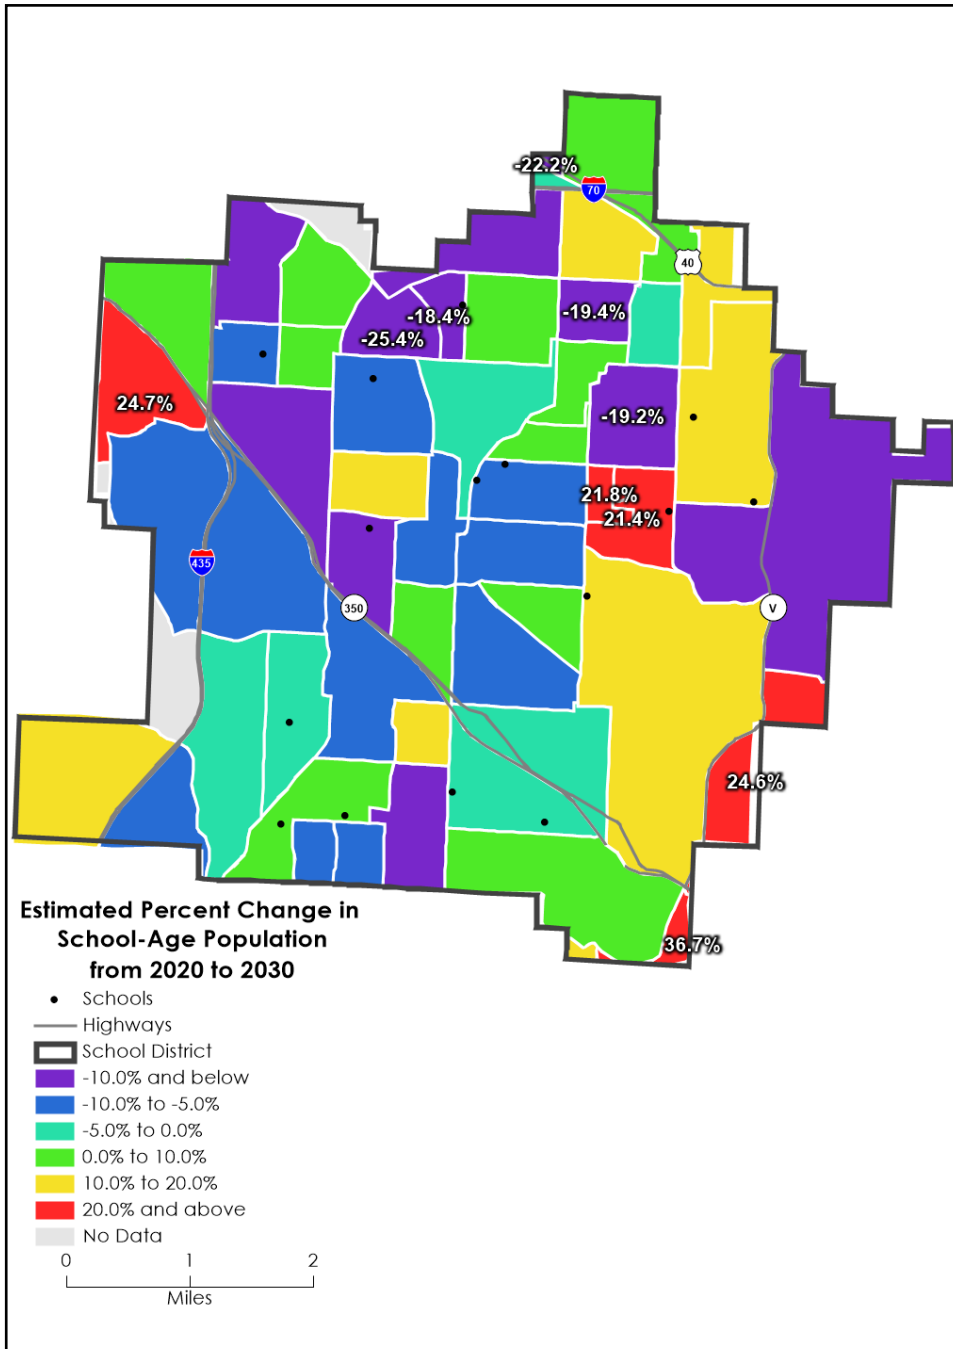 -22.2%
70
40
-18.4%
-19.4%
-25.4%
24.7%
-19.2%
21.8%
21.4%
435
350
V
24.6%
36.7%
Estimated Percent Change in
School-Age Population
from 2020 to 2030
Schools
Highways
School District
-10.0% and below
-10.0% to -5.0%
-5.0% to 0.0%
0.0% to 10.0%
10.0% to 20.0%
20.0% and above
No Data
0 1 2
Miles